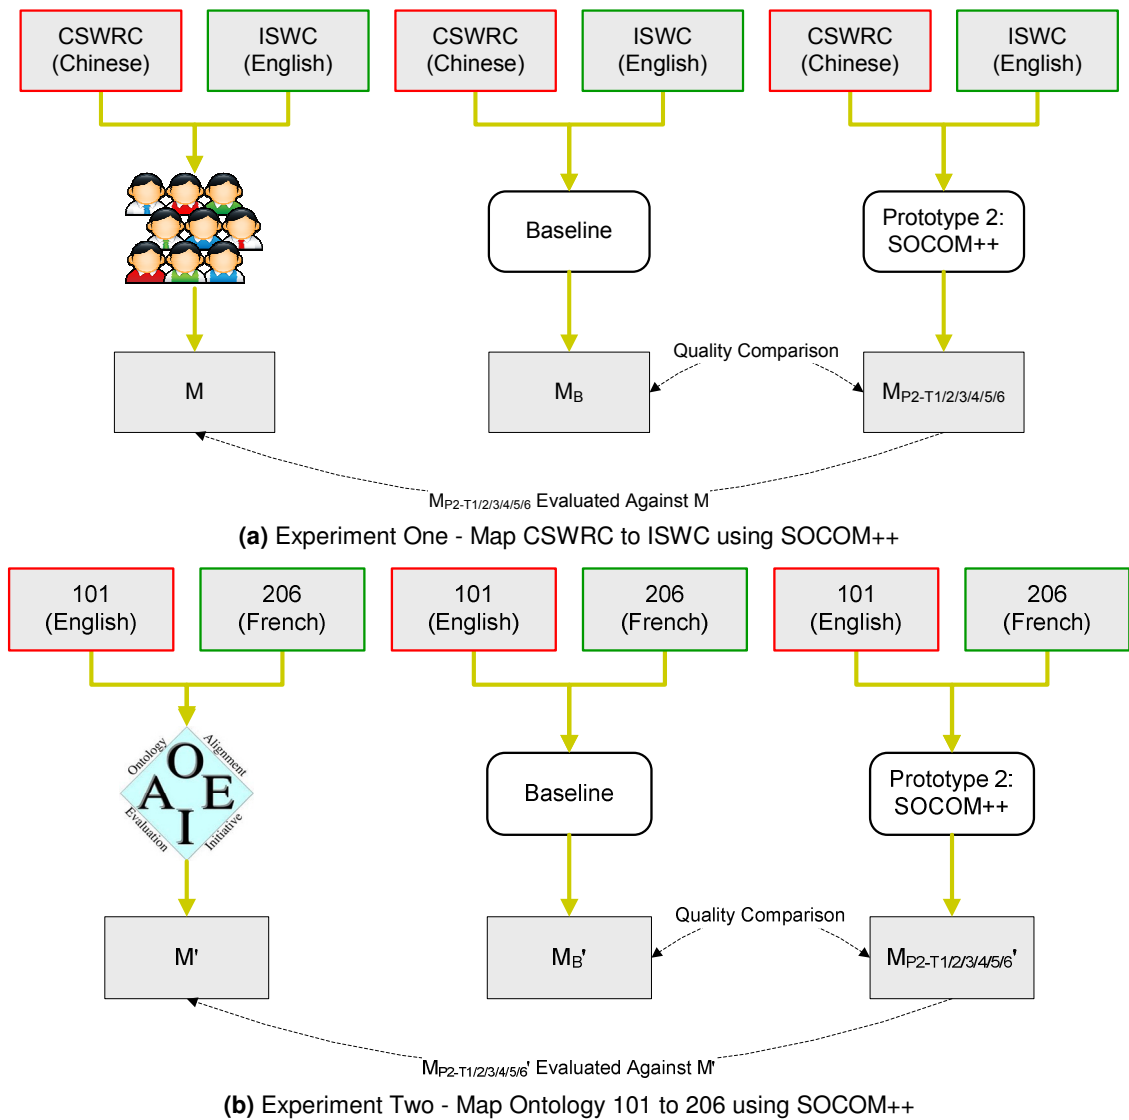 CSWRC
(Chinese)
ISWC
(English)
CSWRC
(Chinese)
ISWC
(English)
CSWRC
(Chinese)
ISWC
(English)
Baseline
Prototype 2:
SOCOM++
Quality Comparison
M
MB
MP2-T1/2/3/4/5/6
MP2-T1/2/3/4/5/6 Evaluated Against M
(a) Experiment One - Map CSWRC to ISWC using SOCOM++
101
(English)
206
(French)
101
(English)
206
(French)
101
(English)
206
(French)
Ontology
Alignment
O
A E
I
Evaluation
Initiative
Baseline
Prototype 2:
SOCOM++
Quality Comparison
M'
MB'
MP2-T1/2/3/4/5/6'
MP2-T1/2/3/4/5/6' Evaluated Against M'
(b) Experiment Two - Map Ontology 101 to 206 using SOCOM++